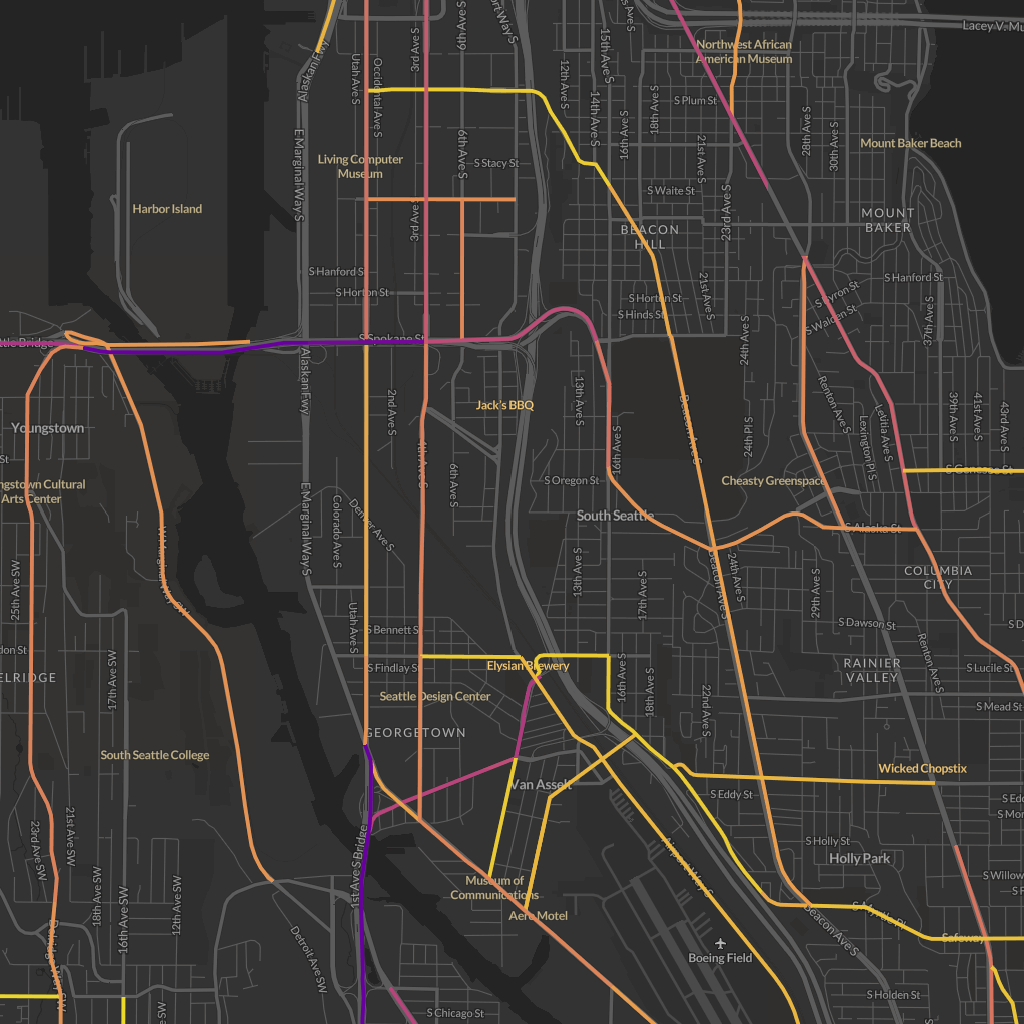 Lacey V. Mu
Northwest African
American Museum
Alaskan Fwy
Utah Ave S
Occidental Ave S
3rd Ave S
S Ave 4th
15th Ave S
12th Ave S
14th Ave S
16th Ave S
18th Ave S
S Plum St
21st Ave S
28th Ave S
30th Ave S
Mount Baker Beach
E Marginal Way S
Living Computer
Museum
6th Ave S
S Stacy St
S Waite St
23rd Ave S
Harbor Island
3rd Ave S
BEACON
HILL
MOUNT
BAKER
S Hanford St
S Horton St
S Horton St
S Hinds St
21st Ave S
S Hanford St
S Byron St
S Walden St
37th Ave S
24th Ave S
ttle Bridge
S Spokane St
Alaskan Fwy
2nd Ave S
Jack's BBQ
13th Ave S
Beacon Ave S
24th Pl S
Renton Ave S
Lexington Pl S
Letitia Ave S
39th Ave S
41st Ave S
43rd Ave S
Youngstown
4th Ave S
6th Ave S
16th Ave S
S Genesee St
St
ngstown Cultural
Arts Center
E Marginal Way S
Colorado Ave S
Denver Ave S
S Oregon St
Cheasty Greenspace
South Seattle
S Alaska St
W Marginal Way SW
25th Ave SW
13th Ave S
17th Ave S
Beacon Ave S
24th Ave S
29th Ave S
COLUMBIA
CITY
Utah Ave S
S Bennett St
S Dawson St
S D
don St
S Findlay St
Elysian Brewery
16th Ave S
18th Ave S
RAINIER
VALLEY
Renton Ave S
S Lucile St
ELRIDGE
17th Ave SW
Seattle Design Center
22nd Ave S
S Mead St
GEORGETOWN
South Seattle College
Van Asselt
Wicked Chopstix
S Eddy St
S Edd
S Mor
23rd Ave SW
21st Ave SW
1st Ave S Bridge
Airport Way S
S Holly St
Holly Park
S Willow
S F
18th Ave SW
16th Ave SW
12th Ave SW
Museum of
Communications
Aero Motel
S Myrtle Pl
Beacon Ave S
Safeway
Delridge Way SW
Detroit Ave SW
Boeing Field
S Holden St
S Chicago St